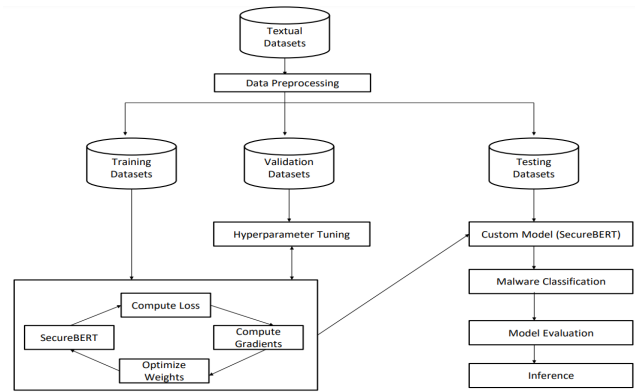 Textual
Datasets
Data Preprocessing
Training
Datasets
Validation
Datasets
Testing
Datasets
Hyperparameter Tuning
Custom Model (SecureBERT)
Malware Classification
Compute Loss
SecureBERT
Compute
Gradients
Optimize
Weights
Model Evaluation
Inference